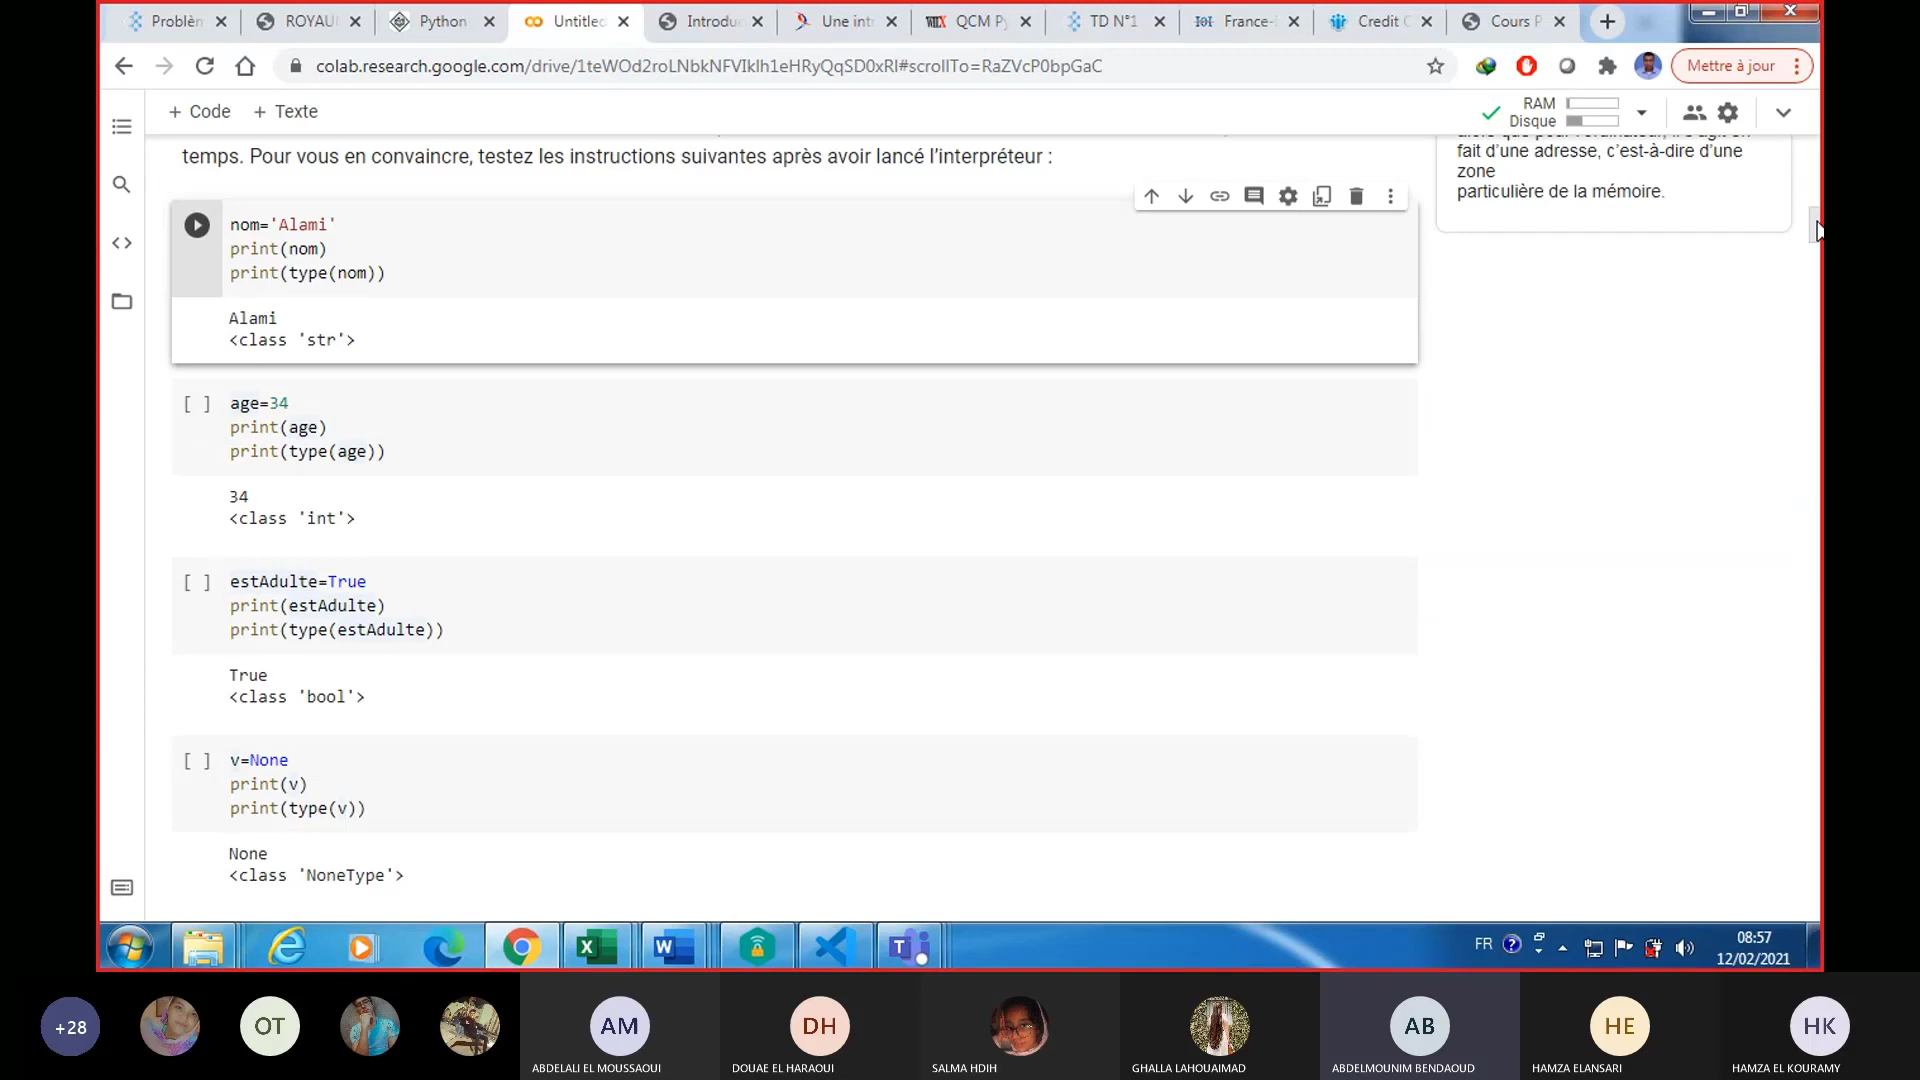 Problèm
ROYAU
Python
Untitled
Introdu
Une int
QCM Py
TD N°1
France-
Credit
Cours P
colab.research.google.com/drive/1teWOd2roLNbkNFVIklh1eHRyQqSD0xRl#scrollTo=RaZVcP0bpGaC
Mettre à jour
+ Code + Texte
RAM
Disque
temps. Pour vous en convaincre, testez les instructions suivantes après avoir lancé l'interpréteur :
fait d'une adresse, c'est-à-dire d'une
zone
particulière de la mémoire.
nom='Alami'
print(nom)
print(type(nom))
Alami
<class 'str'>
[ ] age=34
print(age)
print(type(age))
34
<class 'int'>
[ ] estAdulte=True
print(estAdulte)
print(type(estAdulte))
True
<class 'bool'>
[ ] v=None
print(v)
print(type(v))
None
<class 'NoneType'>
FR
08:57
12/02/2021
+28
OT
AM
DH
AB
HE
HK
ABDELALI EL MOUSSAOUI
DOUAE EL HARAOUI
SALMA HDIH
GHALLA LAHOUAIMAD
ABDELMOUNIM BENDAOUD
HAMZA ELANSARI
HAMZA EL KOURAMY